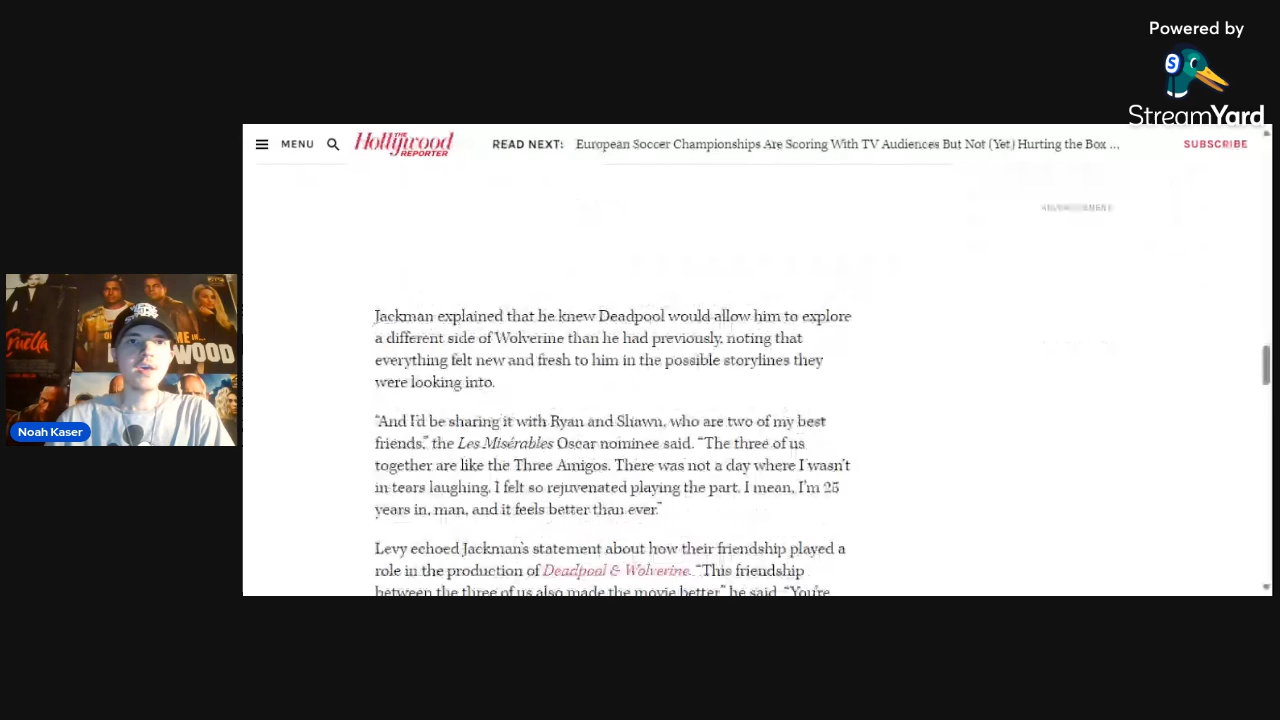 Powered by
StreamYard
MENU
THE
Hollywood
REPORTER
READ NEXT: European Soccer Championships Are Scoring With TV Audiences But Not (Yet) Hurting the Box ...
SUBSCRIBE
ADVERTISEMENT
Jackman explained that he knew Deadpool would allow him to explore
a different side of Wolverine than he had previously, noting that
everything felt new and fresh to him in the possible storylines they
were looking into.
“And I’d be sharing it with Ryan and Shawn, who are two of my best
friends,” the Les Misérables Oscar nominee said. “The three of us
together are like the Three Amigos. There was not a day where I wasn’t
in tears laughing. I felt so rejuvenated playing the part. I mean, I’m 25
years in, man, and it feels better than ever.”
Levy echoed Jackman’s statement about how their friendship played a
role in the production of Deadpool & Wolverine. “This friendship
between the three of us also made the movie better,” he said. “You’re
Cruella
WOOD
Noah Kaser